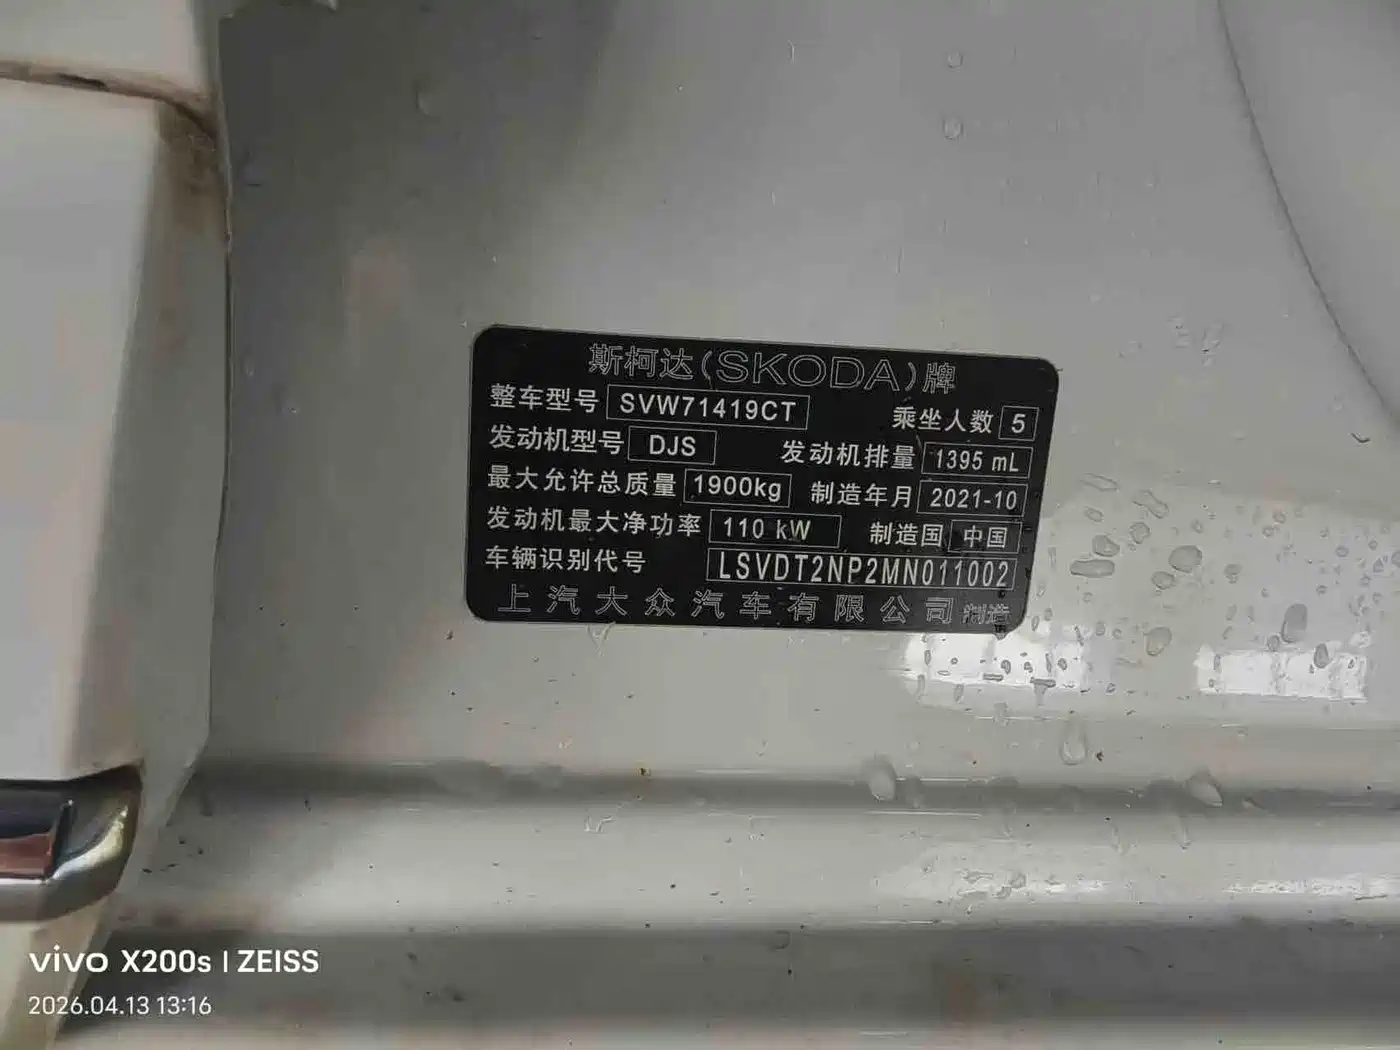 斯柯达(SKODA)牌
整车型号 SVW71419CT 乘坐人数 5
发动机型号 DJS 发动机排量 1395 mL
最大允许总质量 1900kg 制造年月 2021-10
发动机最大净功率 110 kW 制造国 中国
车辆识别代号 LSVDT2NP2MN011002
上汽大众汽车有限公司制造
vivo X200s | ZEISS
2026.04.13 13:16